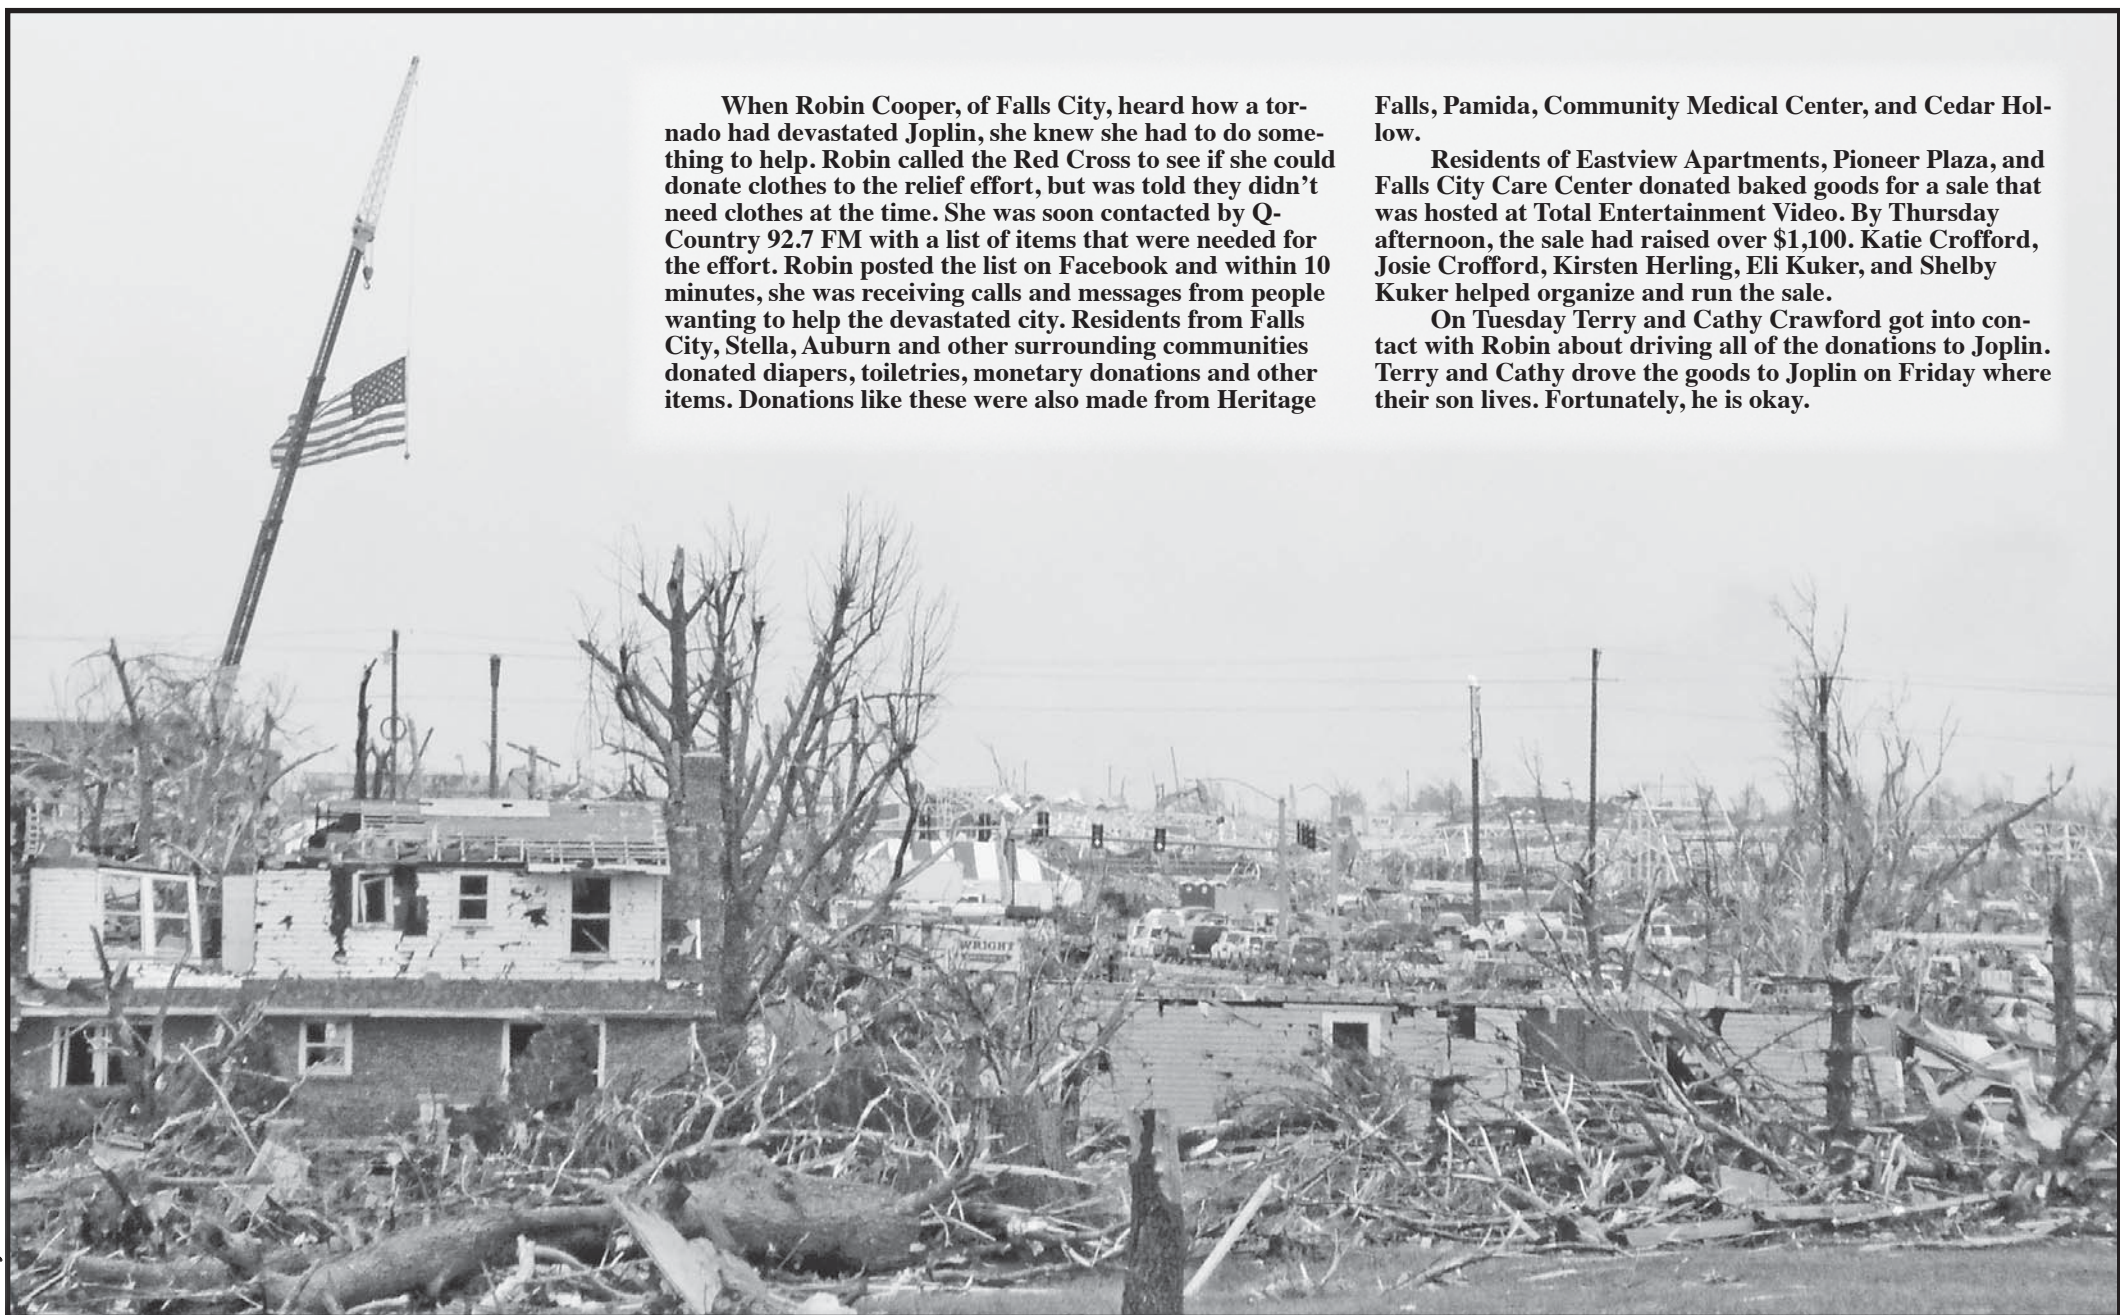 When Robin Cooper, of Falls City, heard how a tor-
nado had devastated Joplin, she knew she had to do some-
thing to help. Robin called the Red Cross to see if she could
donate clothes to the relief effort, but was told they didn’t
need clothes at the time. She was soon contacted by Q-
Country 92.7 FM with a list of items that were needed for
the effort. Robin posted the list on Facebook and within 10
minutes, she was receiving calls and messages from people
wanting to help the devastated city. Residents from Falls
City, Stella, Auburn and other surrounding communities
donated diapers, toiletries, monetary donations and other
items. Donations like these were also made from Heritage
Falls, Pamida, Community Medical Center, and Cedar Hol-
low.
Residents of Eastview Apartments, Pioneer Plaza, and
Falls City Care Center donated baked goods for a sale that
was hosted at Total Entertainment Video. By Thursday
afternoon, the sale had raised over $1,100. Katie Crofford,
Josie Crofford, Kirsten Herling, Eli Kuker, and Shelby
Kuker helped organize and run the sale.
On Tuesday Terry and Cathy Crawford got into con-
tact with Robin about driving all of the donations to Joplin.
Terry and Cathy drove the goods to Joplin on Friday where
their son lives. Fortunately, he is okay.
WRIGHT